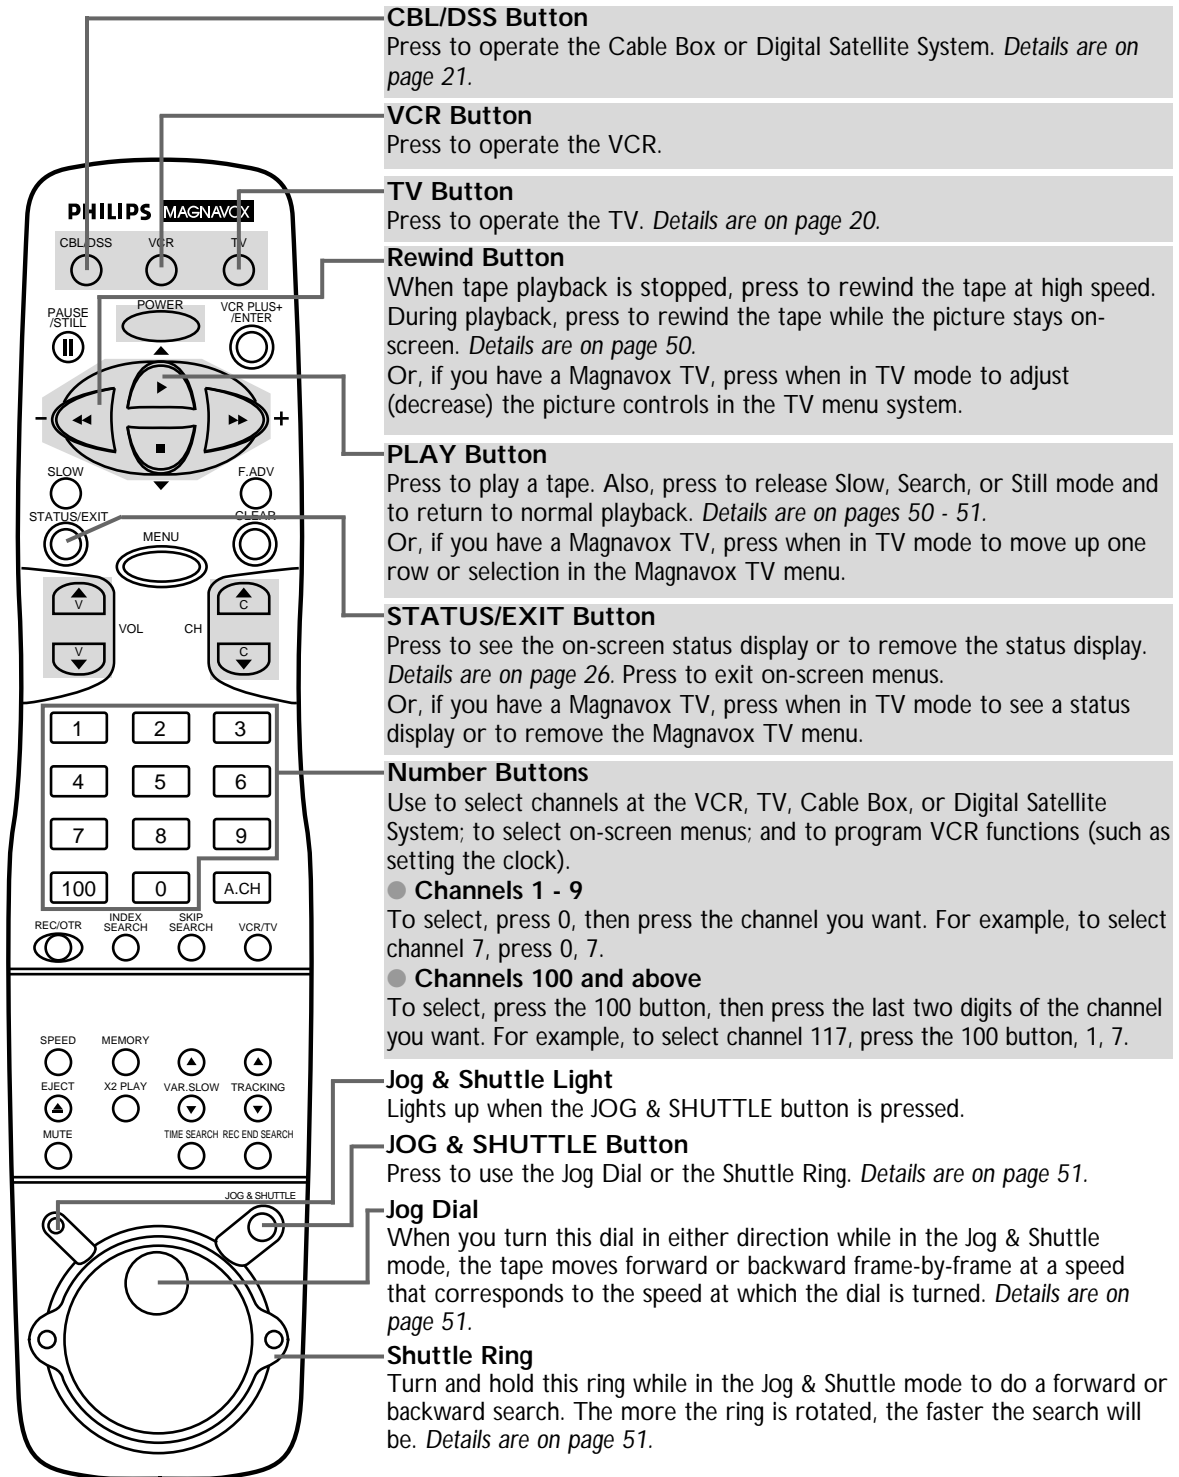 CBL/DSS Button
Press to operate the Cable Box or Digital Satellite System. Details are on
page 21.
VCR Button
Press to operate the VCR.
TV Button
Press to operate the TV. Details are on page 20.
Rewind Button
When tape playback is stopped, press to rewind the tape at high speed.
During playback, press to rewind the tape while the picture stays on-
screen. Details are on page 50.
Or, if you have a Magnavox TV, press when in TV mode to adjust
(decrease) the picture controls in the TV menu system.
PLAY Button
Press to play a tape. Also, press to release Slow, Search, or Still mode and
to return to normal playback. Details are on pages 50 - 51.
Or, if you have a Magnavox TV, press when in TV mode to move up one
row or selection in the Magnavox TV menu.
STATUS/EXIT Button
Press to see the on-screen status display or to remove the status display.
Details are on page 26. Press to exit on-screen menus.
Or, if you have a Magnavox TV, press when in TV mode to see a status
display or to remove the Magnavox TV menu.
Number Buttons
Use to select channels at the VCR, TV, Cable Box, or Digital Satellite
System; to select on-screen menus; and to program VCR functions (such as
setting the clock).
● Channels 1 - 9
To select, press 0, then press the channel you want. For example, to select
channel 7, press 0, 7.
● Channels 100 and above
To select, press the 100 button, then press the last two digits of the channel
you want. For example, to select channel 117, press the 100 button, 1, 7.
Jog & Shuttle Light
Lights up when the JOG & SHUTTLE button is pressed.
JOG & SHUTTLE Button
Press to use the Jog Dial or the Shuttle Ring. Details are on page 51.
Jog Dial
When you turn this dial in either direction while in the Jog & Shuttle
mode, the tape moves forward or backward frame-by-frame at a speed
that corresponds to the speed at which the dial is turned. Details are on
page 51.
Shuttle Ring
Turn and hold this ring while in the Jog & Shuttle mode to do a forward or
backward search. The more the ring is rotated, the faster the search will
be. Details are on page 51.
PHILIPS MAGNAVOX
CBL/DSS VCR TV
PAUSE
/STILL
POWER
VCR PLUS+
/ENTER
- +
SLOW F.ADV
STATUS/EXIT CLEAR
MENU
V C
VOL CH
V C
1 2 3
4 5 6
7 8 9
100 0 A.CH
REC/OTR
INDEX
SEARCH
SKIP
SEARCH
VCR/TV
SPEED MEMORY
EJECT X2 PLAY VAR.SLOW TRACKING
MUTE TIME SEARCH REC END SEARCH
JOG & SHUTTLE